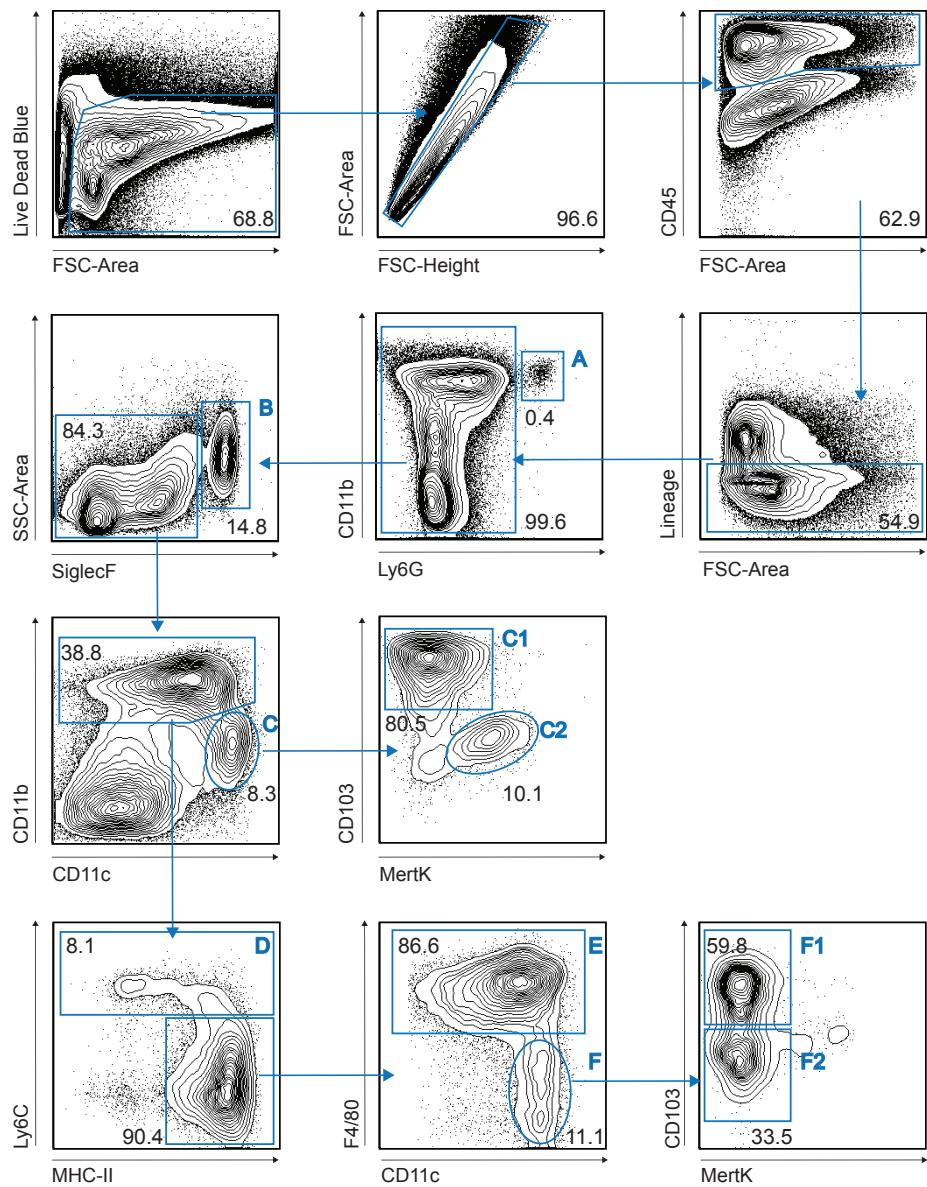 Live Dead Blue
68.8
FSC-Area
FSC-Area
96.6
FSC-Height
CD45
62.9
FSC-Area
SSC-Area
84.3
B
14.8
SiglecF
CD11b
A
0.4
99.6
Ly6G
Lineage
54.9
FSC-Area
CD11b
38.8
C
8.3
CD11c
CD103
C1
80.5
C2
10.1
MertK
Ly6C
8.1
D
90.4
MHC-II
F4/80
86.6
E
F
11.1
CD11c
CD103
59.8
F1
F2
33.5
MertK